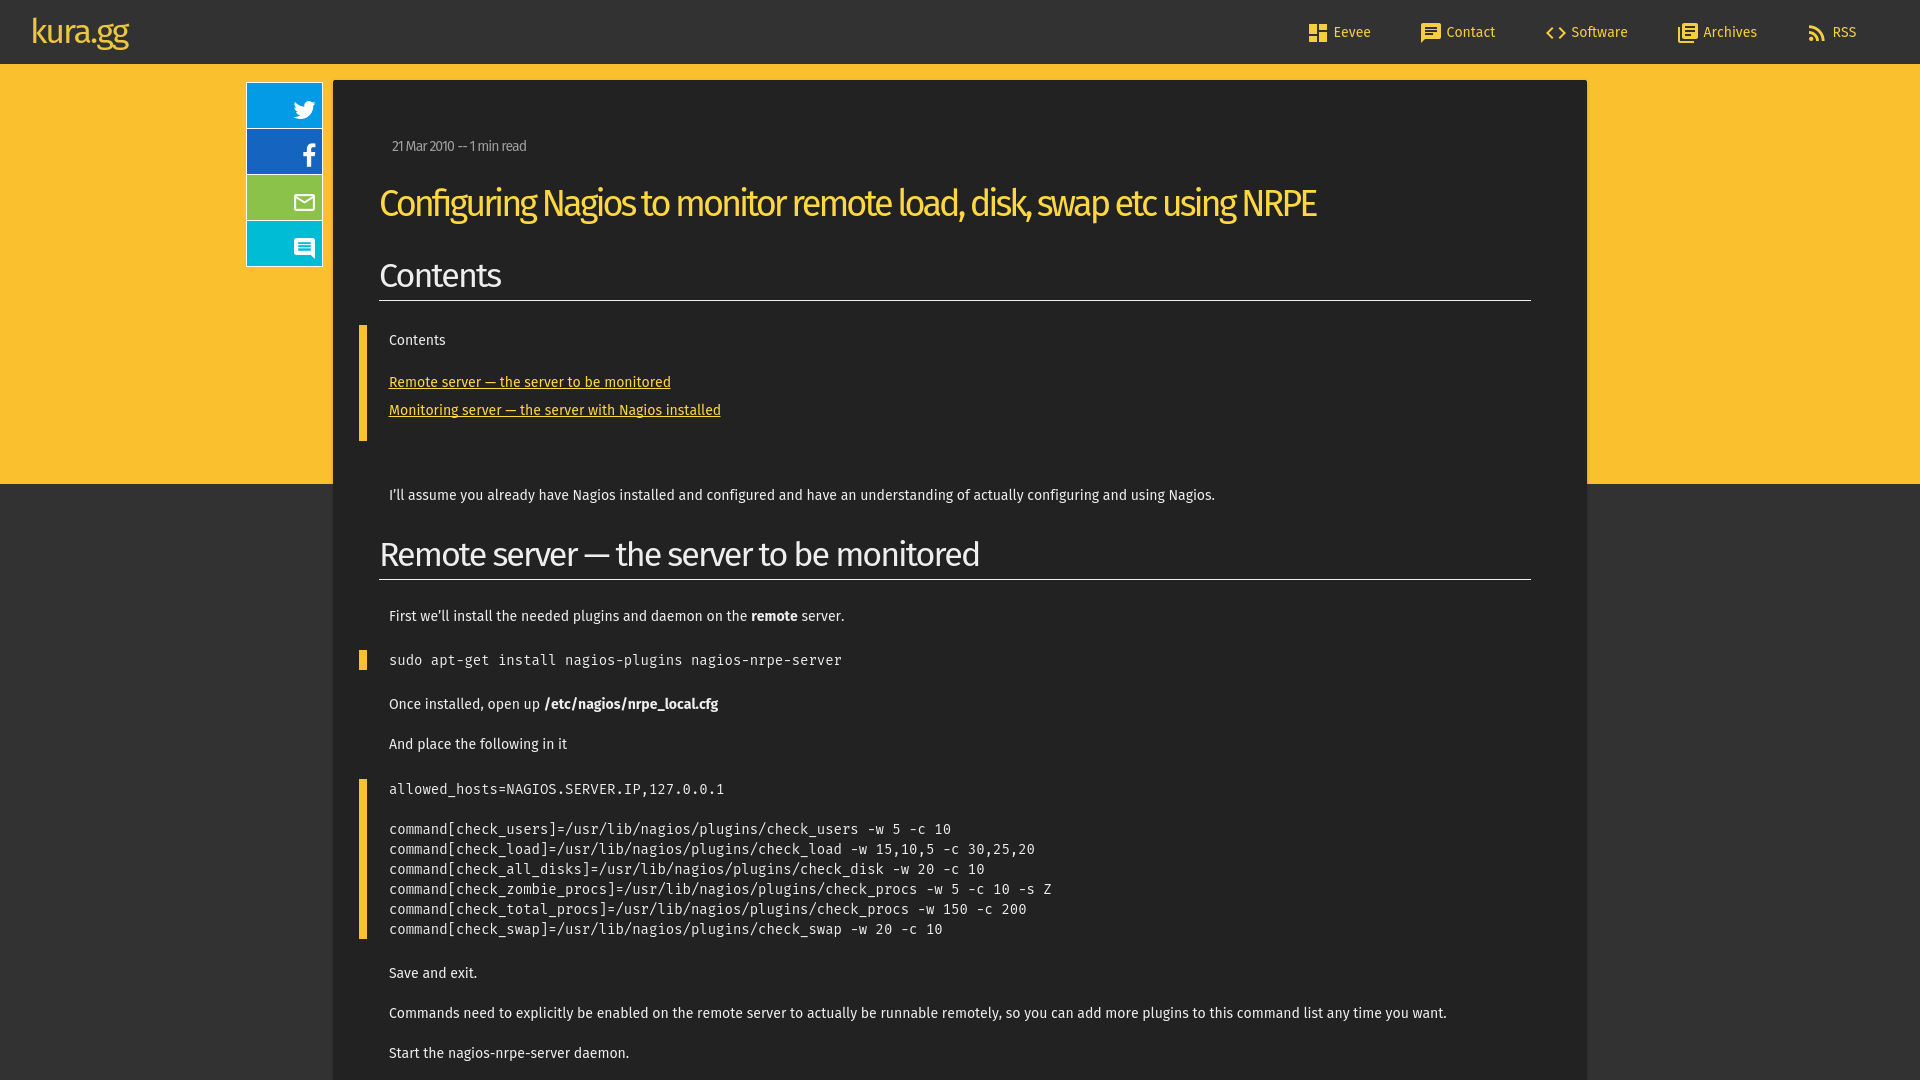 kura.gg
Eevee
Contact
Software
Archives
RSS
21 Mar 2010 -- 1 min read
Configuring Nagios to monitor remote load, disk, swap etc using NRPE
Contents
Contents
Remote server — the server to be monitored
Monitoring server — the server with Nagios installed
I’ll assume you already have Nagios installed and configured and have an understanding of actually configuring and using Nagios.
Remote server — the server to be monitored
First we’ll install the needed plugins and daemon on the remote server.
sudo apt-get install nagios-plugins nagios-nrpe-server
Once installed, open up /etc/nagios/nrpe_local.cfg
And place the following in it
allowed_hosts=NAGIOS.SERVER.IP,127.0.0.1
command[check_users]=/usr/lib/nagios/plugins/check_users -w 5 -c 10
command[check_load]=/usr/lib/nagios/plugins/check_load -w 15,10,5 -c 30,25,20
command[check_all_disks]=/usr/lib/nagios/plugins/check_disk -w 20 -c 10
command[check_zombie_procs]=/usr/lib/nagios/plugins/check_procs -w 5 -c 10 -s Z
command[check_total_procs]=/usr/lib/nagios/plugins/check_procs -w 150 -c 200
command[check_swap]=/usr/lib/nagios/plugins/check_swap -w 20 -c 10
Save and exit.
Commands need to explicitly be enabled on the remote server to actually be runnable remotely, so you can add more plugins to this command list any time you want.
Start the nagios-nrpe-server daemon.